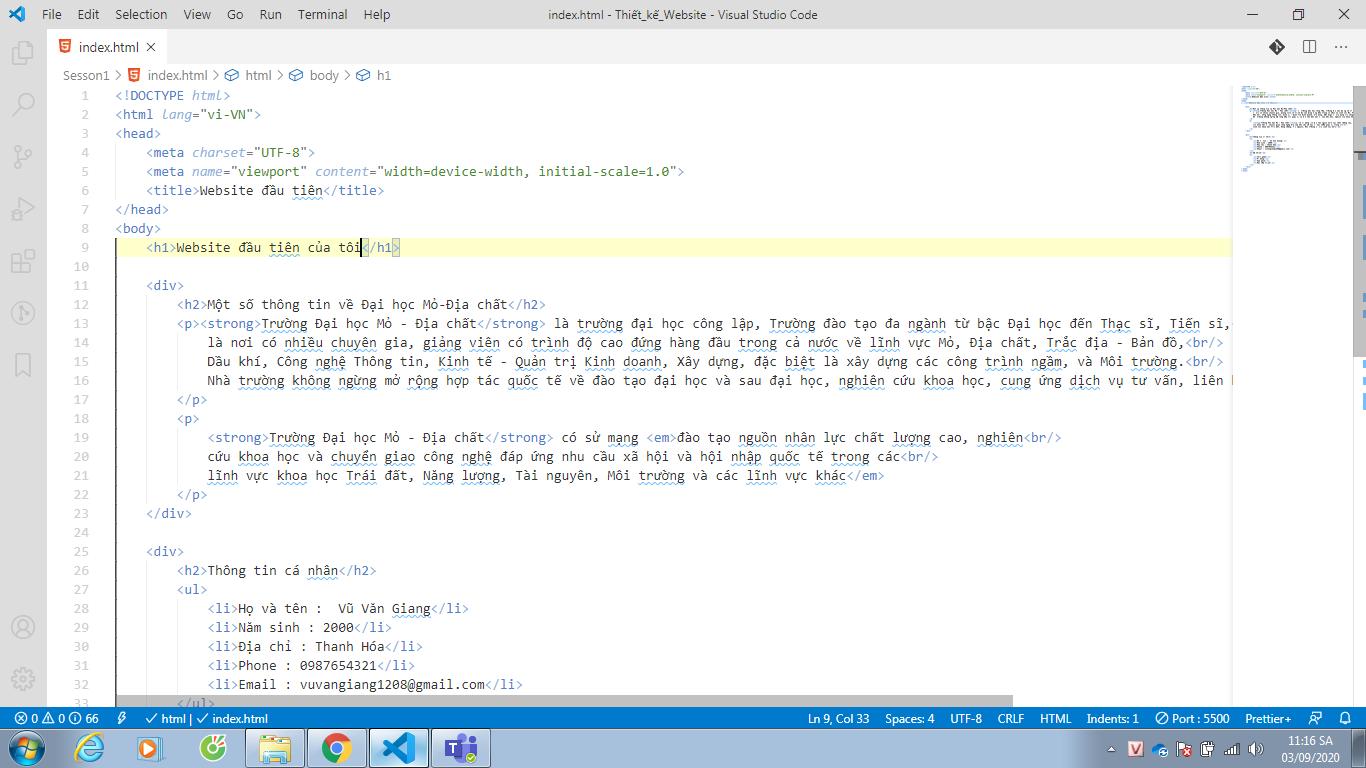 File Edit Selection View Go Run Terminal Help index.html - Thiết_kế_Website - Visual Studio Code
index.html
Sesson1 > index.html > html > body > h1
1 <!DOCTYPE html>
2 <html lang="vi-VN">
3 <head>
4 <meta charset="UTF-8">
5 <meta name="viewport" content="width=device-width, initial-scale=1.0">
6 <title>Website đầu tiên</title>
7 </head>
8 <body>
9 <h1>Website đầu tiên của tôi</h1>
10
11 <div>
12 <h2>Một số thông tin về Đại học Mỏ-Địa chất</h2>
13 <p><strong>Trường Đại học Mỏ - Địa chất</strong> là trường đại học công lập, Trường đào tạo đa ngành từ bậc Đại học đến Thạc sĩ, Tiến sĩ,
14 là nơi có nhiều chuyên gia, giảng viên có trình độ cao đứng hàng đầu trong cả nước về lĩnh vực Mỏ, Địa chất, Trắc địa - Bản đồ,<br/>
15 Dầu khí, Công nghệ Thông tin, Kinh tế - Quản trị Kinh doanh, Xây dựng, đặc biệt là xây dựng các công trình ngầm, và Môi trường.<br/>
16 Nhà trường không ngừng mở rộng hợp tác quốc tế về đào tạo đại học và sau đại học, nghiên cứu khoa học, cung ứng dịch vụ tư vấn, liên
17 </p>
18 <p>
19 <strong>Trường Đại học Mỏ - Địa chất</strong> có sử mạng <em>đào tạo nguồn nhân lực chất lượng cao, nghiên<br/>
20 cứu khoa học và chuyển giao công nghệ đáp ứng nhu cầu xã hội và hội nhập quốc tế trong các<br/>
21 lĩnh vực khoa học Trái đất, Năng lượng, Tài nguyên, Môi trường và các lĩnh vực khác</em>
22 </p>
23 </div>
24
25 <div>
26 <h2>Thông tin cá nhân</h2>
27 <ul>
28 <li>Họ và tên : Vũ Văn Giang</li>
29 <li>Năm sinh : 2000</li>
30 <li>Địa chỉ : Thanh Hóa</li>
31 <li>Phone : 0987654321</li>
32 <li>Email : vuvangiang1208@gmail.com</li>
33 </ul>
0 0 66 html | index.html Ln 9, Col 33 Spaces: 4 UTF-8 CRLF HTML Indents: 1 Port : 5500 Prettier+
11:16 SA
03/09/2020